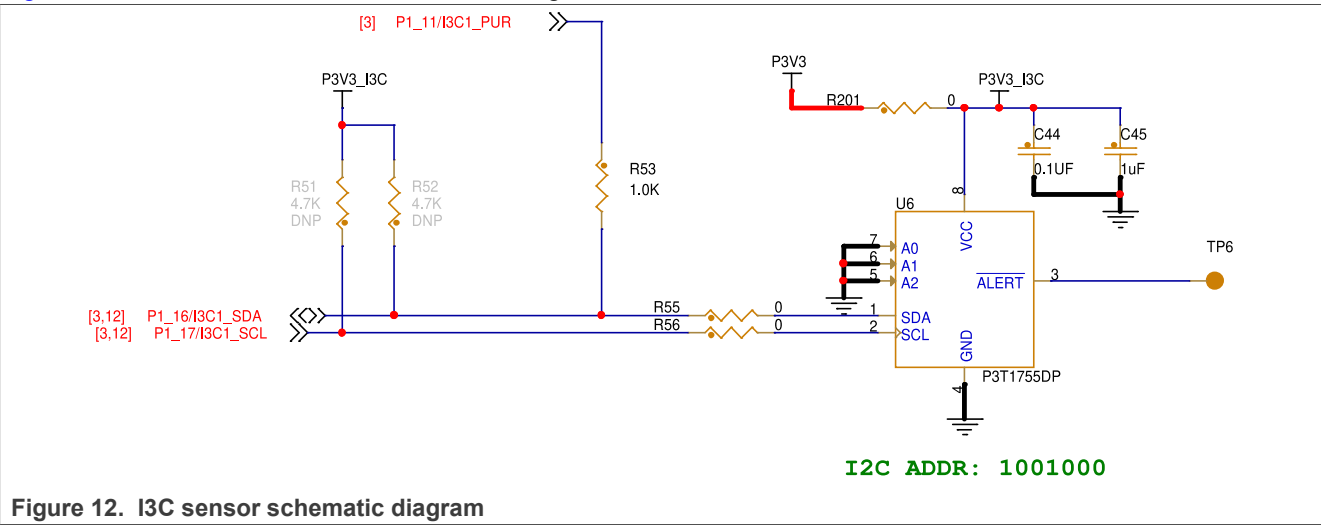 [3] P1_11/I3C1_PUR
P3V3
P3V3_I3C
P3V3_I3C
R201
0
C44
C45
0.1UF
1uF
R51
4.7K
DNP
R52
4.7K
DNP
R53
1.0K
8
U6
VCC
TP6
7
A0
6
A1
5
A2
ALERT
3
[3,12] P1_16/I3C1_SDA
R55
0
1
SDA
[3,12] P1_17/I3C1_SCL
R56
0
2
SCL
GND
4
P3T1755DP
I2C ADDR: 1001000
Figure 12. I3C sensor schematic diagram